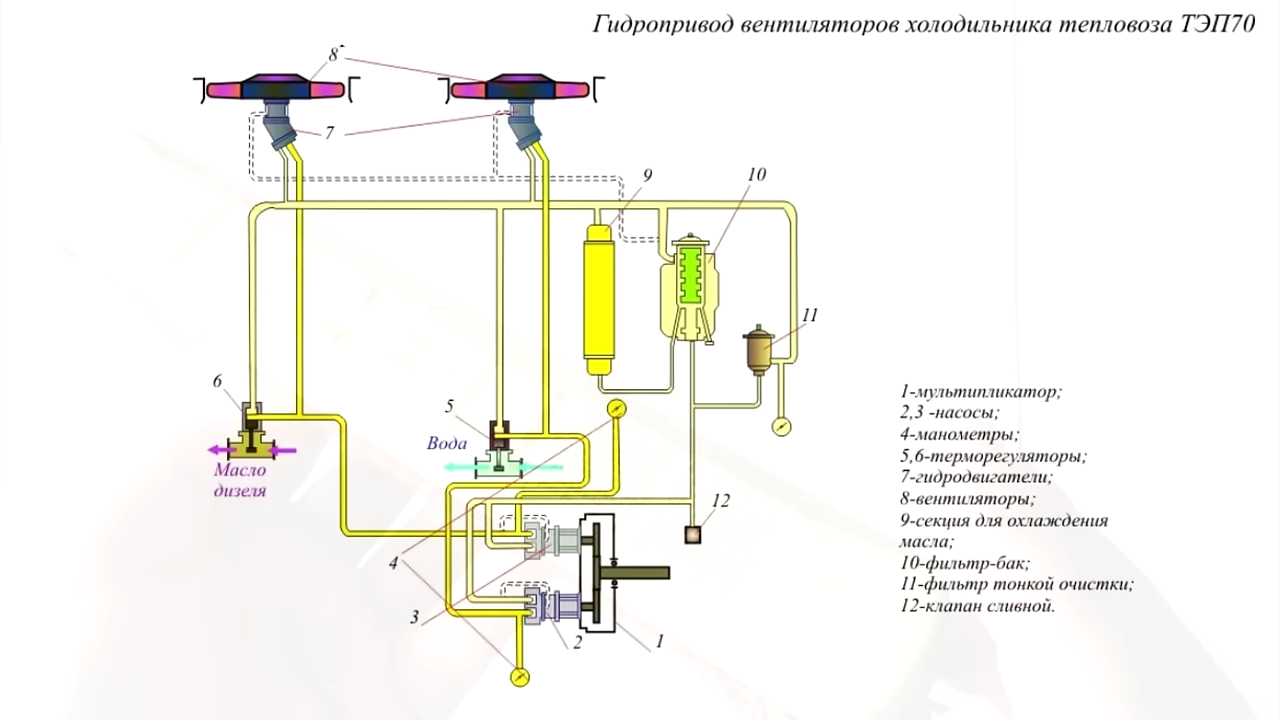 Гидропривод вентиляторов холодильника тепловоза ТЭП70
8
7
9
10
11
6
5
Вода
Масло
дизеля
12
4
3
2
1
1-мультипликатор;
2,3 -насосы;
4-манометры;
5,6-терморегуляторы;
7-гидродвигатели;
8-вентиляторы;
9-секция для охлаждения
масла;
10-фильтр-бак;
11-фильтр тонкой очистки;
12-клапан сливной.